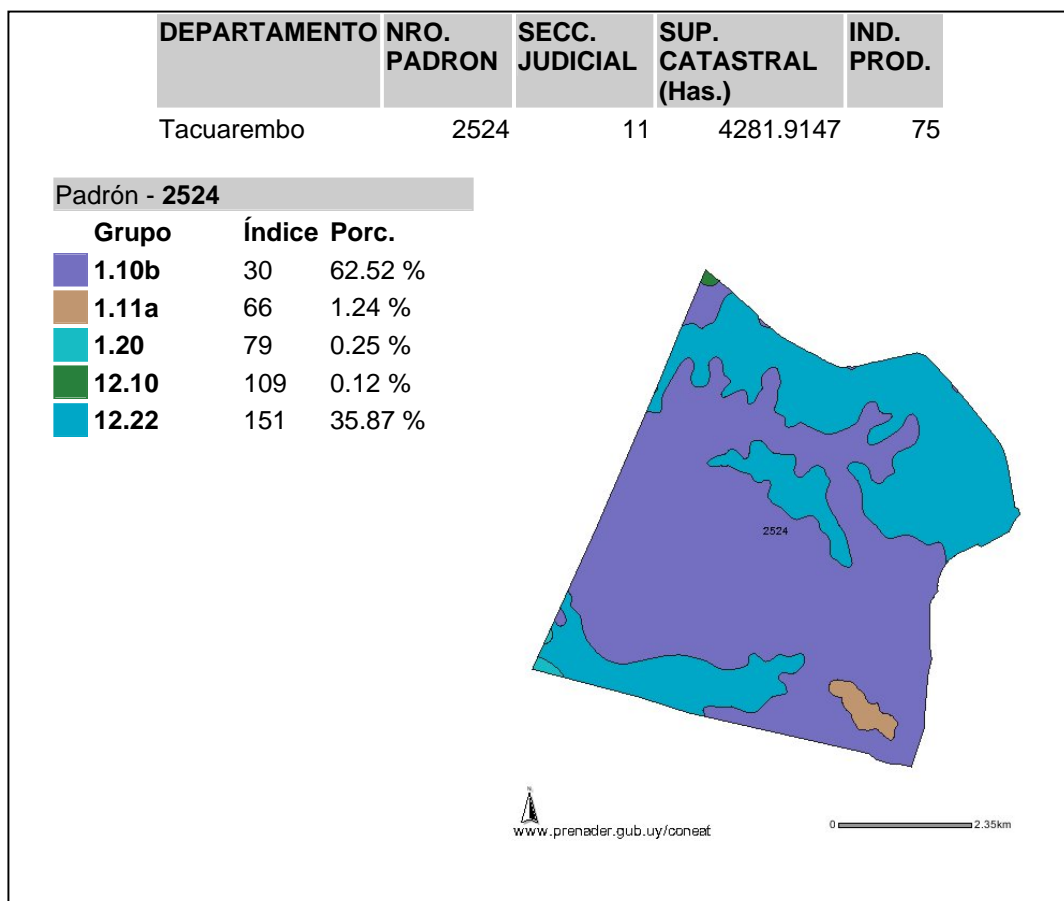 DEPARTAMENTO NRO. PADRON SECC. JUDICIAL SUP. CATASTRAL (Has.) IND. PROD.
Tacuarembo 2524 11 4281.9147 75
Padrón - 2524
Grupo Índice Porc.
1.10b 30 62.52 %
1.11a 66 1.24 %
1.20 79 0.25 %
12.10 109 0.12 %
12.22 151 35.87 %
2524
www.prenader.gub.uy/coneat
0 2.35km